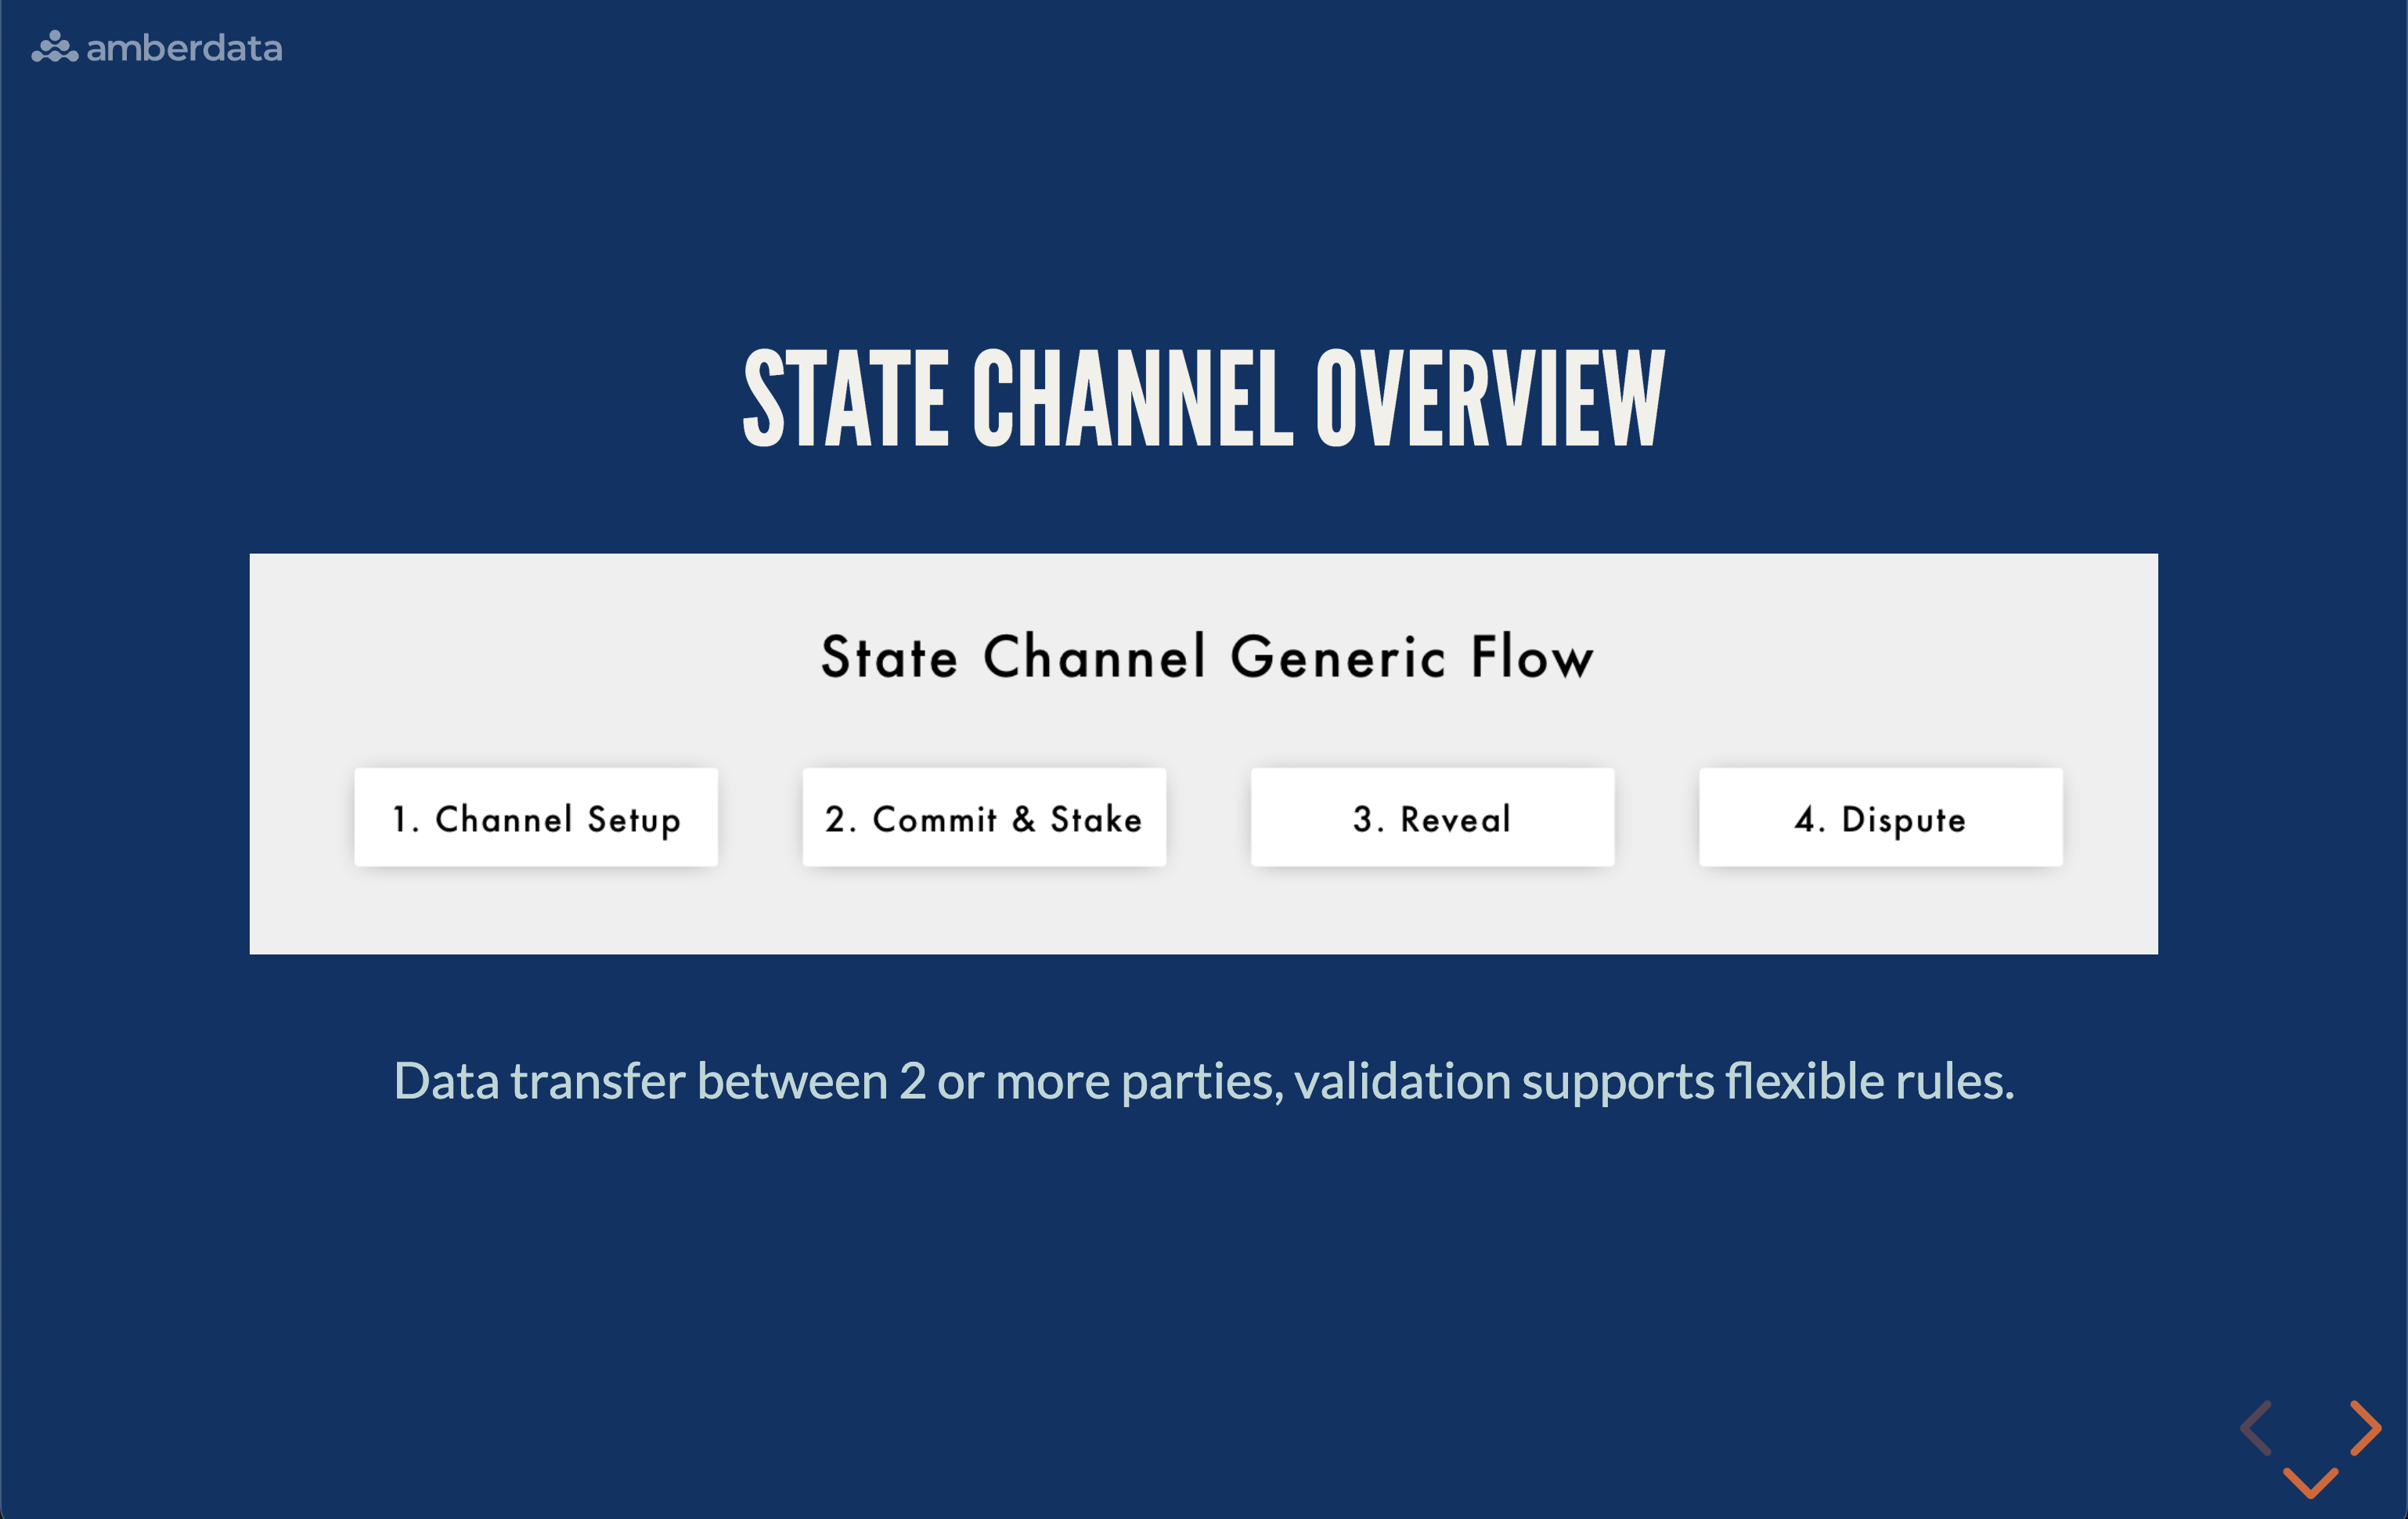 amberdata
STATE CHANNEL OVERVIEW
State Channel Generic Flow
1. Channel Setup
2. Commit & Stake
3. Reveal
4. Dispute
Data transfer between 2 or more parties, validation supports flexible rules.